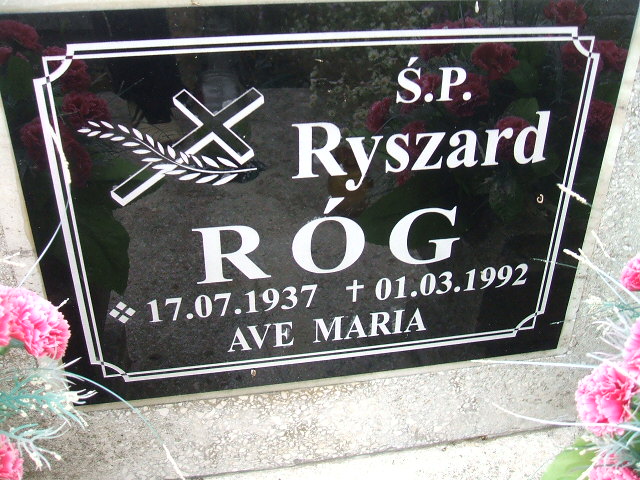 Ś.P.
Ryszard
RÓG
❖ 17.07.1937 ✝ 01.03.1992
AVE MARIA